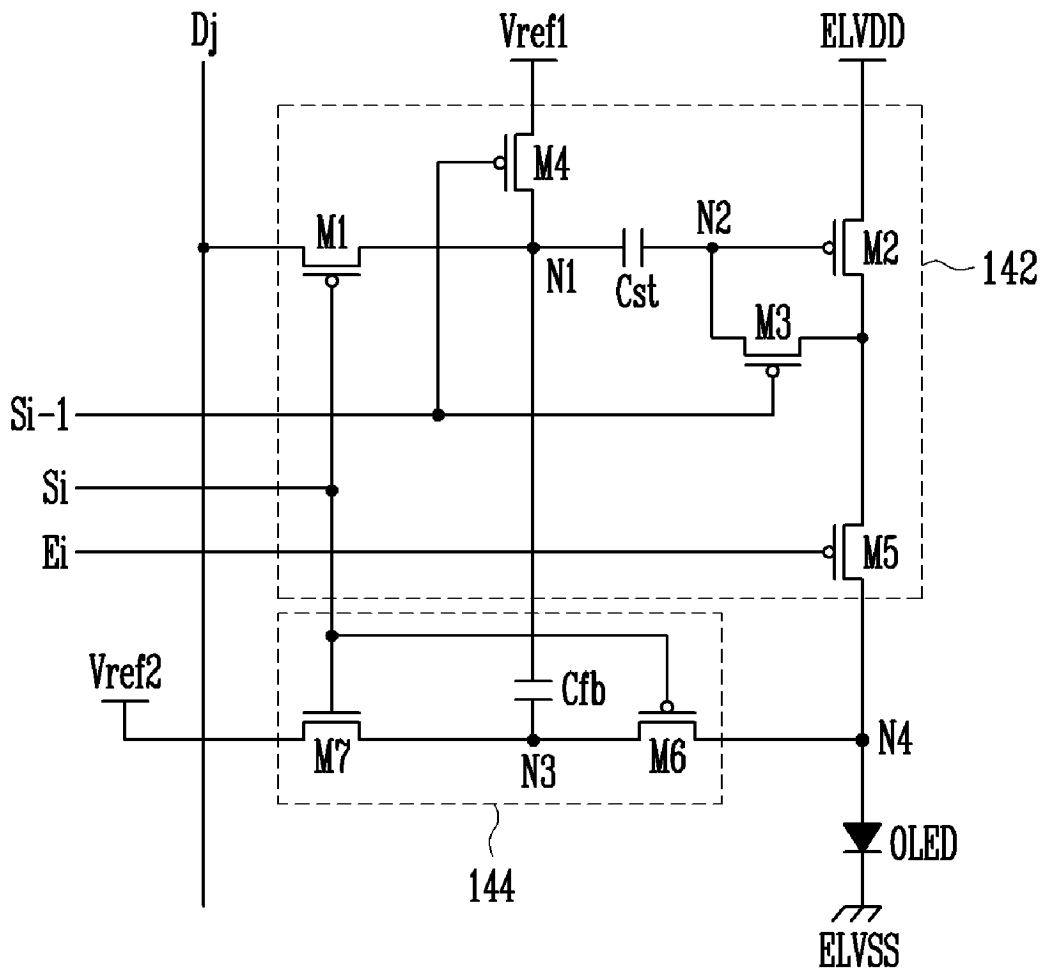 Dj
Vref1
ELVDD
M4
M1
N2
M2
142
N1
Cst
M3
Si-1
Si
Ei
M5
Vref2
Cfb
M7
N3
M6
N4
OLED
144
ELVSS